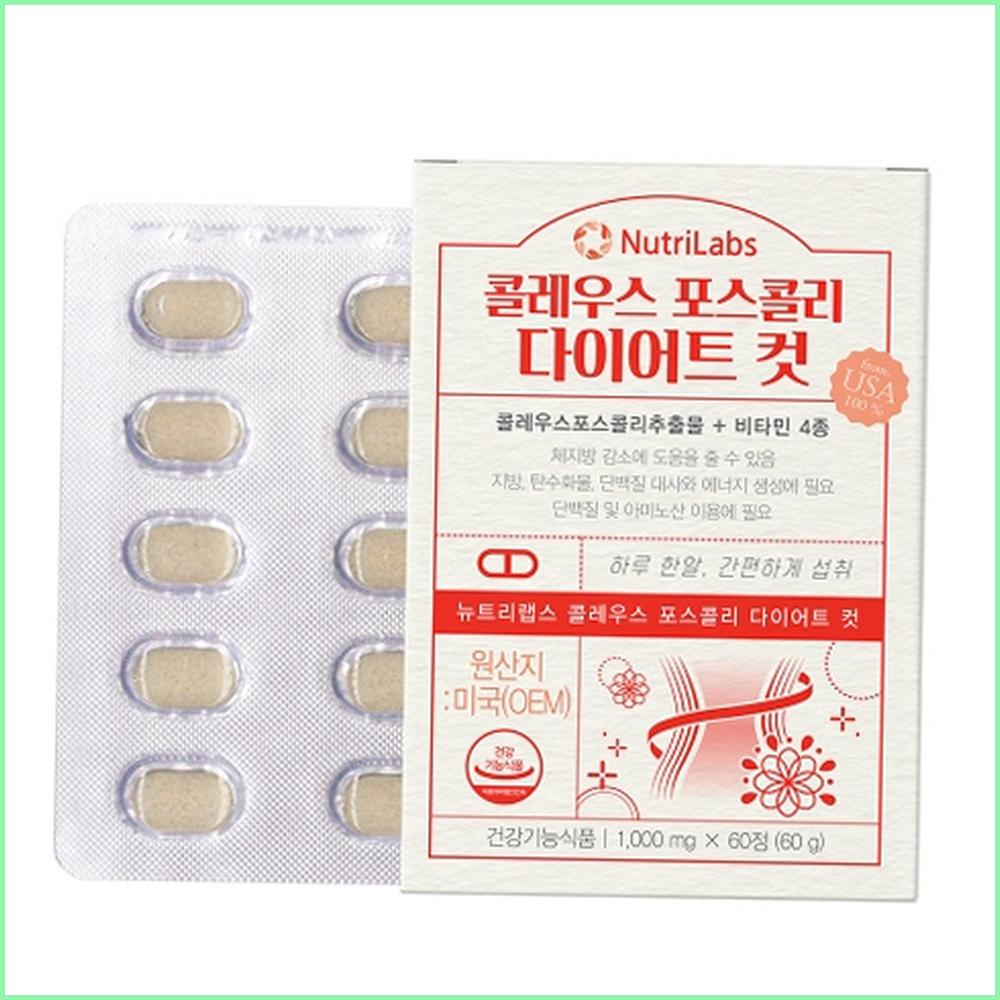 NutriLabs
콜레우스 포스콜리
다이어트 컷
from.
USA
100 %
콜레우스포스콜리추출물 + 비타민 4종
체지방 감소에 도움을 줄 수 있음
지방, 탄수화물, 단백질 대사와 에너지 생성에 필요
단백질 및 아미노산 이용에 필요
하루 한알, 간편하게 섭취
뉴트리랩스 콜레우스 포스콜리 다이어트 컷
원산지
:미국(OEM)
건강
기능식품
건강기능식품 | 1,000 mg × 60정 (60 g)